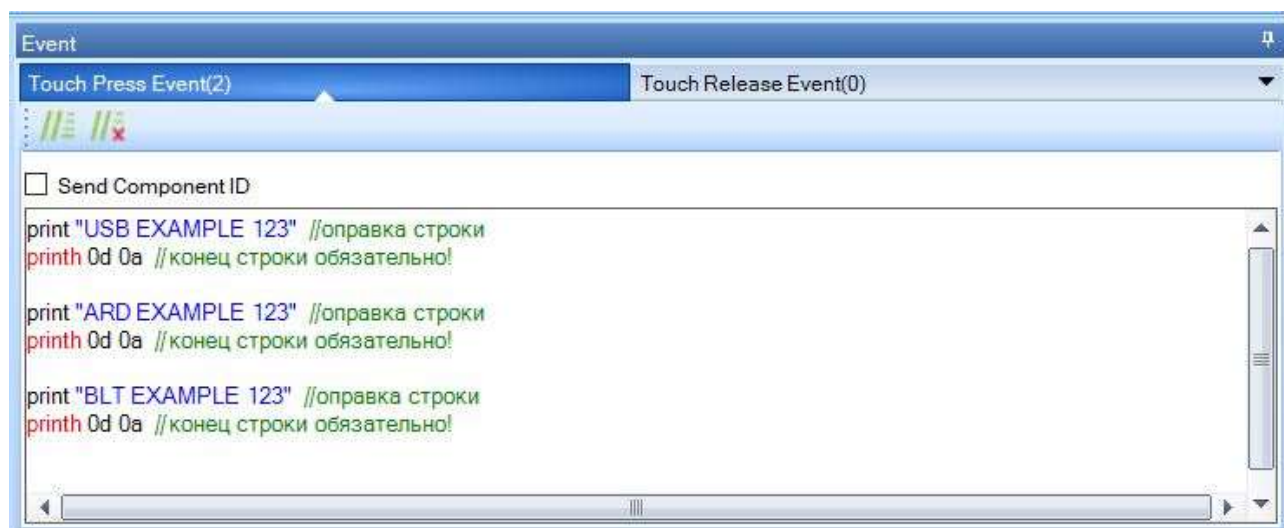 Event
Touch Press Event(2)
Touch Release Event(0)
Send Component ID
print "USB EXAMPLE 123" //оправка строки
printh 0d 0a //конец строки обязательно!
print "ARD EXAMPLE 123" //оправка строки
printh 0d 0a //конец строки обязательно!
print "BLT EXAMPLE 123" //оправка строки
printh 0d 0a //конец строки обязательно!